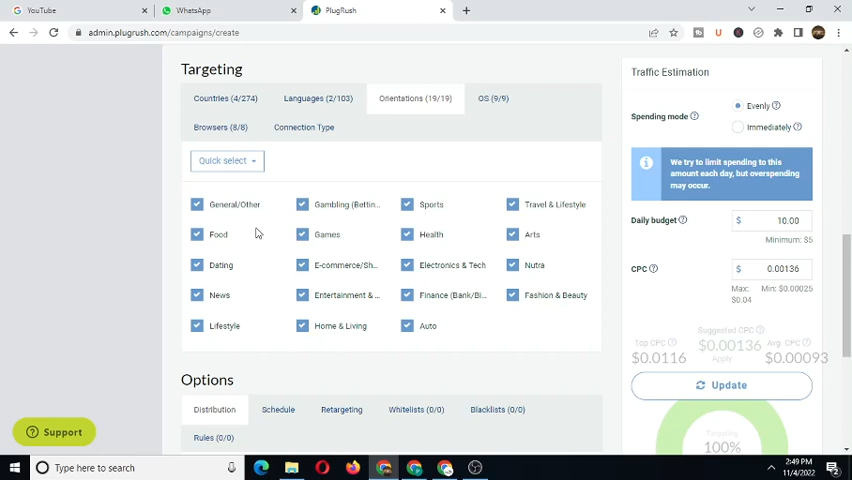 YouTube
WhatsApp
PlugRush
admin.plugrush.com/campaigns/create
Targeting
Countries (4/274)
Languages (2/103)
Orientations (19/19)
OS (9/9)
Browsers (8/8)
Connection Type
Quick select
General/Other
Gambling (Bettin...
Sports
Travel & Lifestyle
Food
Games
Health
Arts
Dating
E-commerce/Sh...
Electronics & Tech
Nutra
News
Entertainment & ...
Finance (Bank/Bi...
Fashion & Beauty
Lifestyle
Home & Living
Auto
Options
Distribution
Schedule
Retargeting
Whitelists (0/0)
Blacklists (0/0)
Rules (0/0)
Traffic Estimation
Spending mode
Evenly
Immediately
We try to limit spending to this
amount each day, but overspending
may occur.
Daily budget
$ 10.00
Minimum: $5
CPC
$ 0.00136
Max: $0.04
Min: $0.00025
Top CPC
$0.0116
Suggested CPC
$0.00136
Apply
Avg. CPC
$0.00093
Update
Targeting
100%
Support
Type here to search
2:49 PM
11/4/2022
2